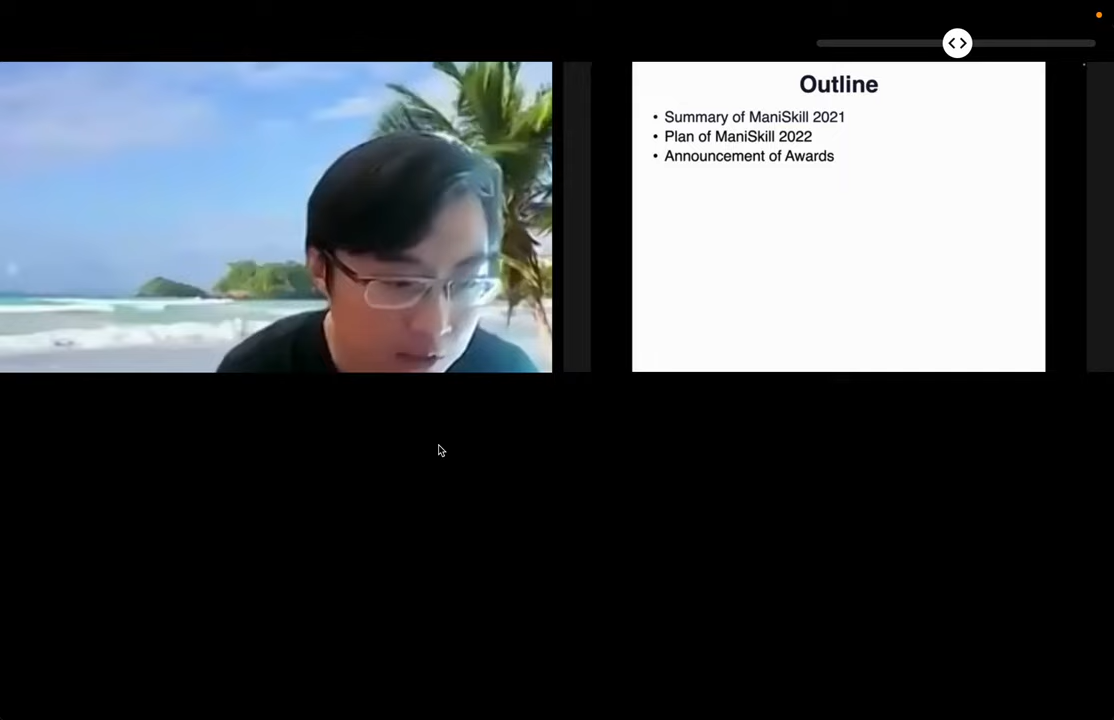 Outline
• Summary of ManiSkill 2021
• Plan of ManiSkill 2022
• Announcement of Awards